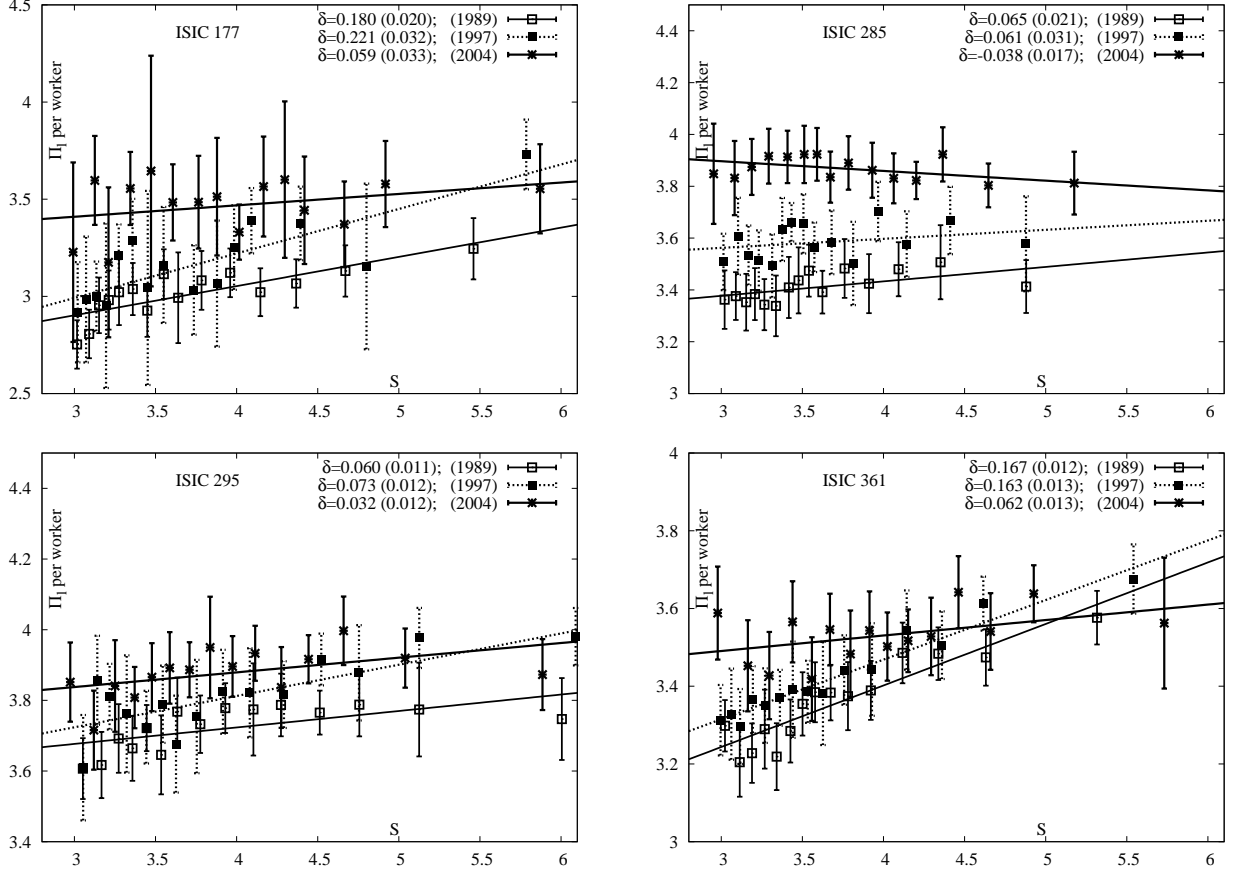 ISIC 177
δ=0.180 (0.020); (1989)
δ=0.221 (0.032); (1997)
δ=0.059 (0.033); (2004)
Π_l per worker
4
3.5
3
2.5
S
3 3.5 4 4.5 5 5.5 6
ISIC 285
δ=0.065 (0.021); (1989)
δ=0.061 (0.031); (1997)
δ=-0.038 (0.017); (2004)
Π_l per worker
4.4
4.2
4
3.8
3.6
3.4
3.2
3
S
3 3.5 4 4.5 5 5.5 6
ISIC 295
δ=0.060 (0.011); (1989)
δ=0.073 (0.012); (1997)
δ=0.032 (0.012); (2004)
Π_l per worker
4.4
4.2
4
3.8
3.6
3.4
S
3 3.5 4 4.5 5 5.5 6
ISIC 361
δ=0.167 (0.012); (1989)
δ=0.163 (0.013); (1997)
δ=0.062 (0.013); (2004)
Π_l per worker
4
3.8
3.6
3.4
3.2
3
S
3 3.5 4 4.5 5 5.5 6